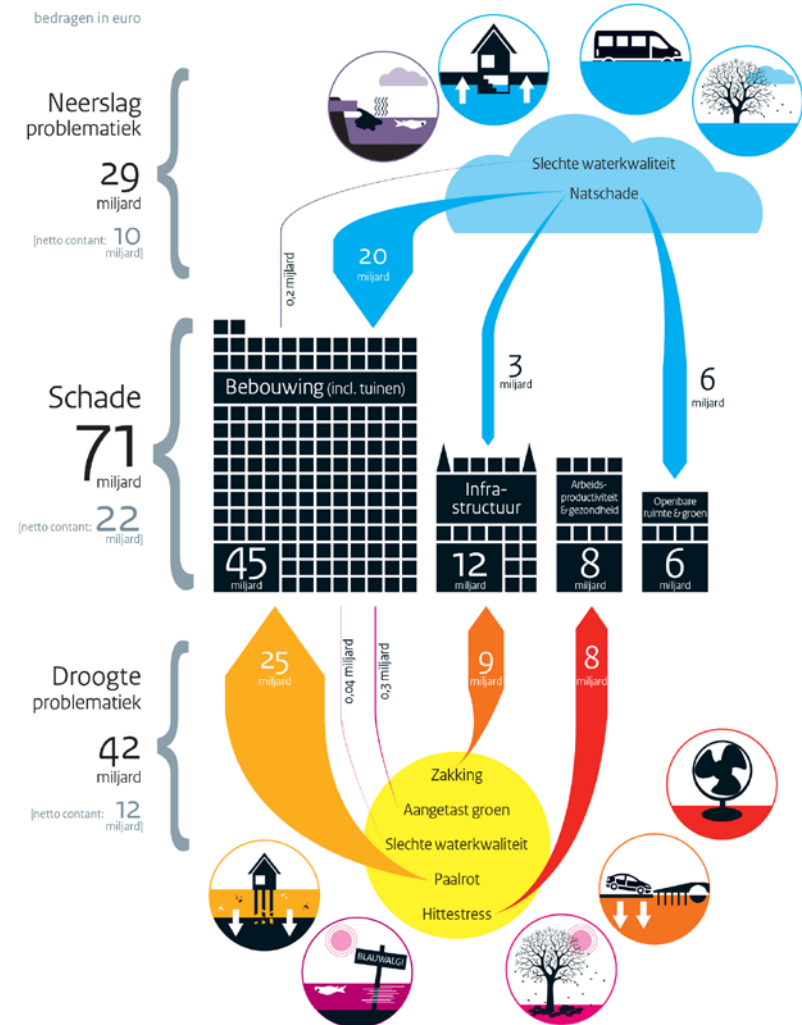 bedragen in euro
Neerslag
problematiek
29
miljard
[netto contant: 10
miljard]
Slechte waterkwaliteit
Natschade
0,2 miljard
20
miljard
3
miljard
6
miljard
Schade
71
miljard
[netto contant: 22
miljard]
Bebouwing (incl. tuinen)
45
miljard
Infra-
structuur
12
miljard
Arbeids-
productiviteit
& gezondheid
8
miljard
Openbare
ruimte & groen
6
miljard
Droogte
problematiek
42
miljard
[netto contant: 12
miljard]
25
miljard
0,04 miljard
0,3 miljard
9
miljard
8
miljard
Zakking
Aangetast groen
Slechte waterkwaliteit
Paalrot
Hittestress
BLAUWALG!